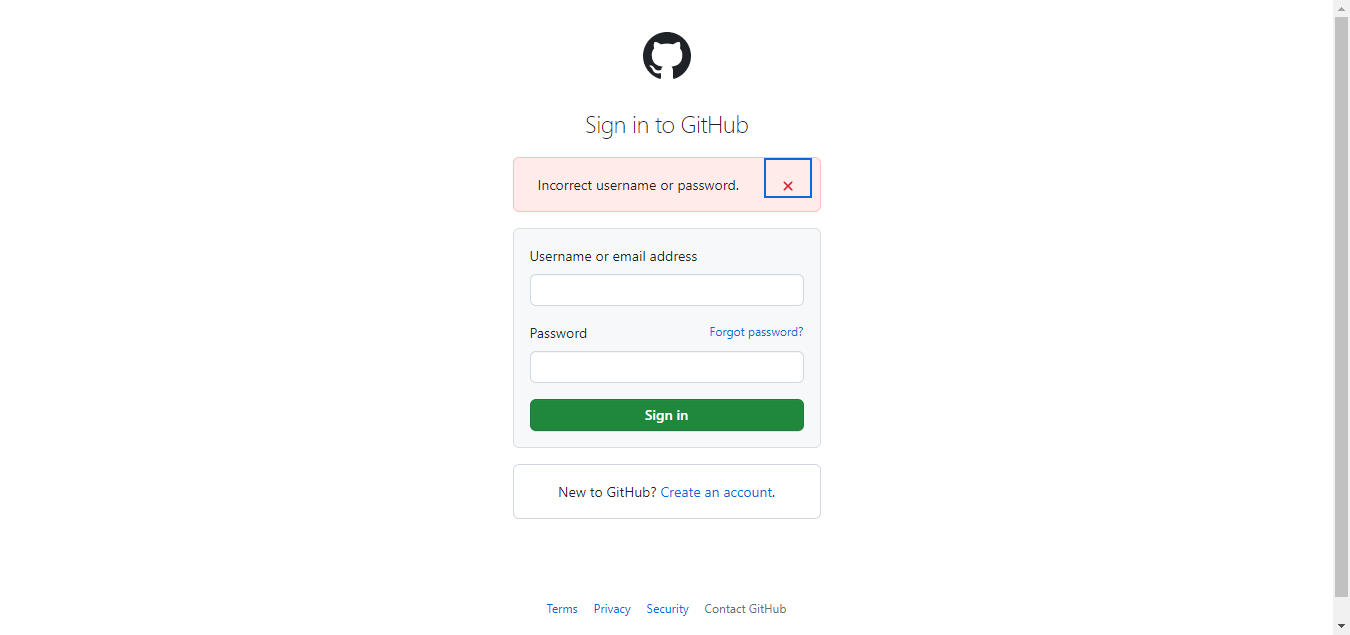 Sign in to GitHub
Incorrect username or password.
Username or email address
Password Forgot password?
Sign in
New to GitHub? Create an account.
Terms Privacy Security Contact GitHub